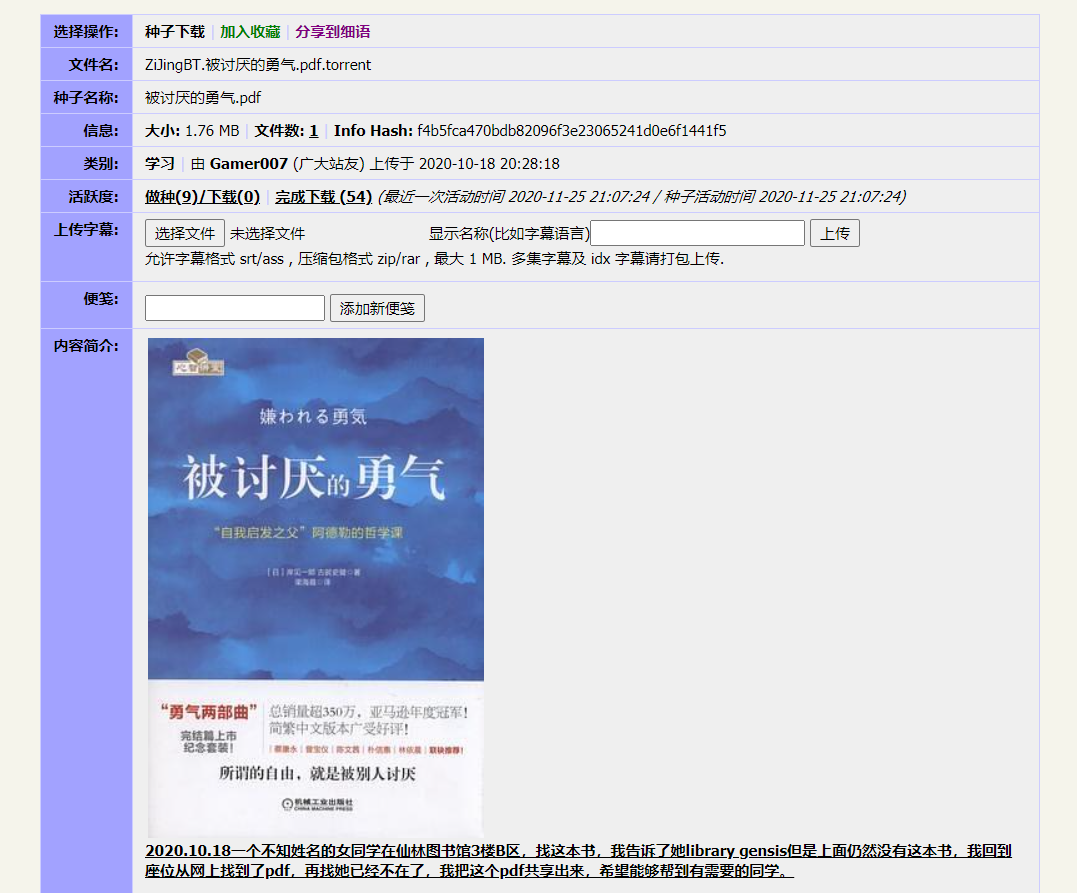 选择操作: 种子下载 | 加入收藏 | 分享到细语
文件名: ZiJingBT.被讨厌的勇气.pdf.torrent
种子名称: 被讨厌的勇气.pdf
信息: 大小: 1.76 MB | 文件数: 1 | Info Hash: f4b5fca470bdb82096f3e23065241d0e6f1441f5
类别: 学习 | 由 Gamer007 (广大站友) 上传于 2020-10-18 20:28:18
活跃度: 做种(9)/下载(0) | 完成下载 (54) (最近一次活动时间 2020-11-25 21:07:24 / 种子活动时间 2020-11-25 21:07:24)
上传字幕: 选择文件 未选择文件 显示名称(比如字幕语言) 上传
允许字幕格式 srt/ass , 压缩包格式 zip/rar , 最大 1 MB. 多集字幕及 idx 字幕请打包上传.
便笺: 添加新便笺
内容简介:
嫌われる勇気
被讨厌的勇气
“自我启发之父”阿德勒的哲学课
[日] 岸见一郎 古贺史健◎著
渠海霞◎译
“勇气两部曲”
完结篇上市
纪念套装!
总销量超350万，亚马逊年度冠军!
简繁中文版本广受好评!
| 蔡康永 | 曾宝仪 | 陈文茜 | 朴信惠 | 林依晨 | 联袂推荐!
所谓的自由，就是被别人讨厌
机械工业出版社
CHINA MACHINE PRESS
2020.10.18一个不知姓名的女同学在仙林图书馆3楼B区，找这本书，我告诉了她library gensis但是上面仍然没有这本书，我回到
座位从网上找到了pdf，再找她已经不在了，我把这个pdf共享出来，希望能够帮到有需要的同学。